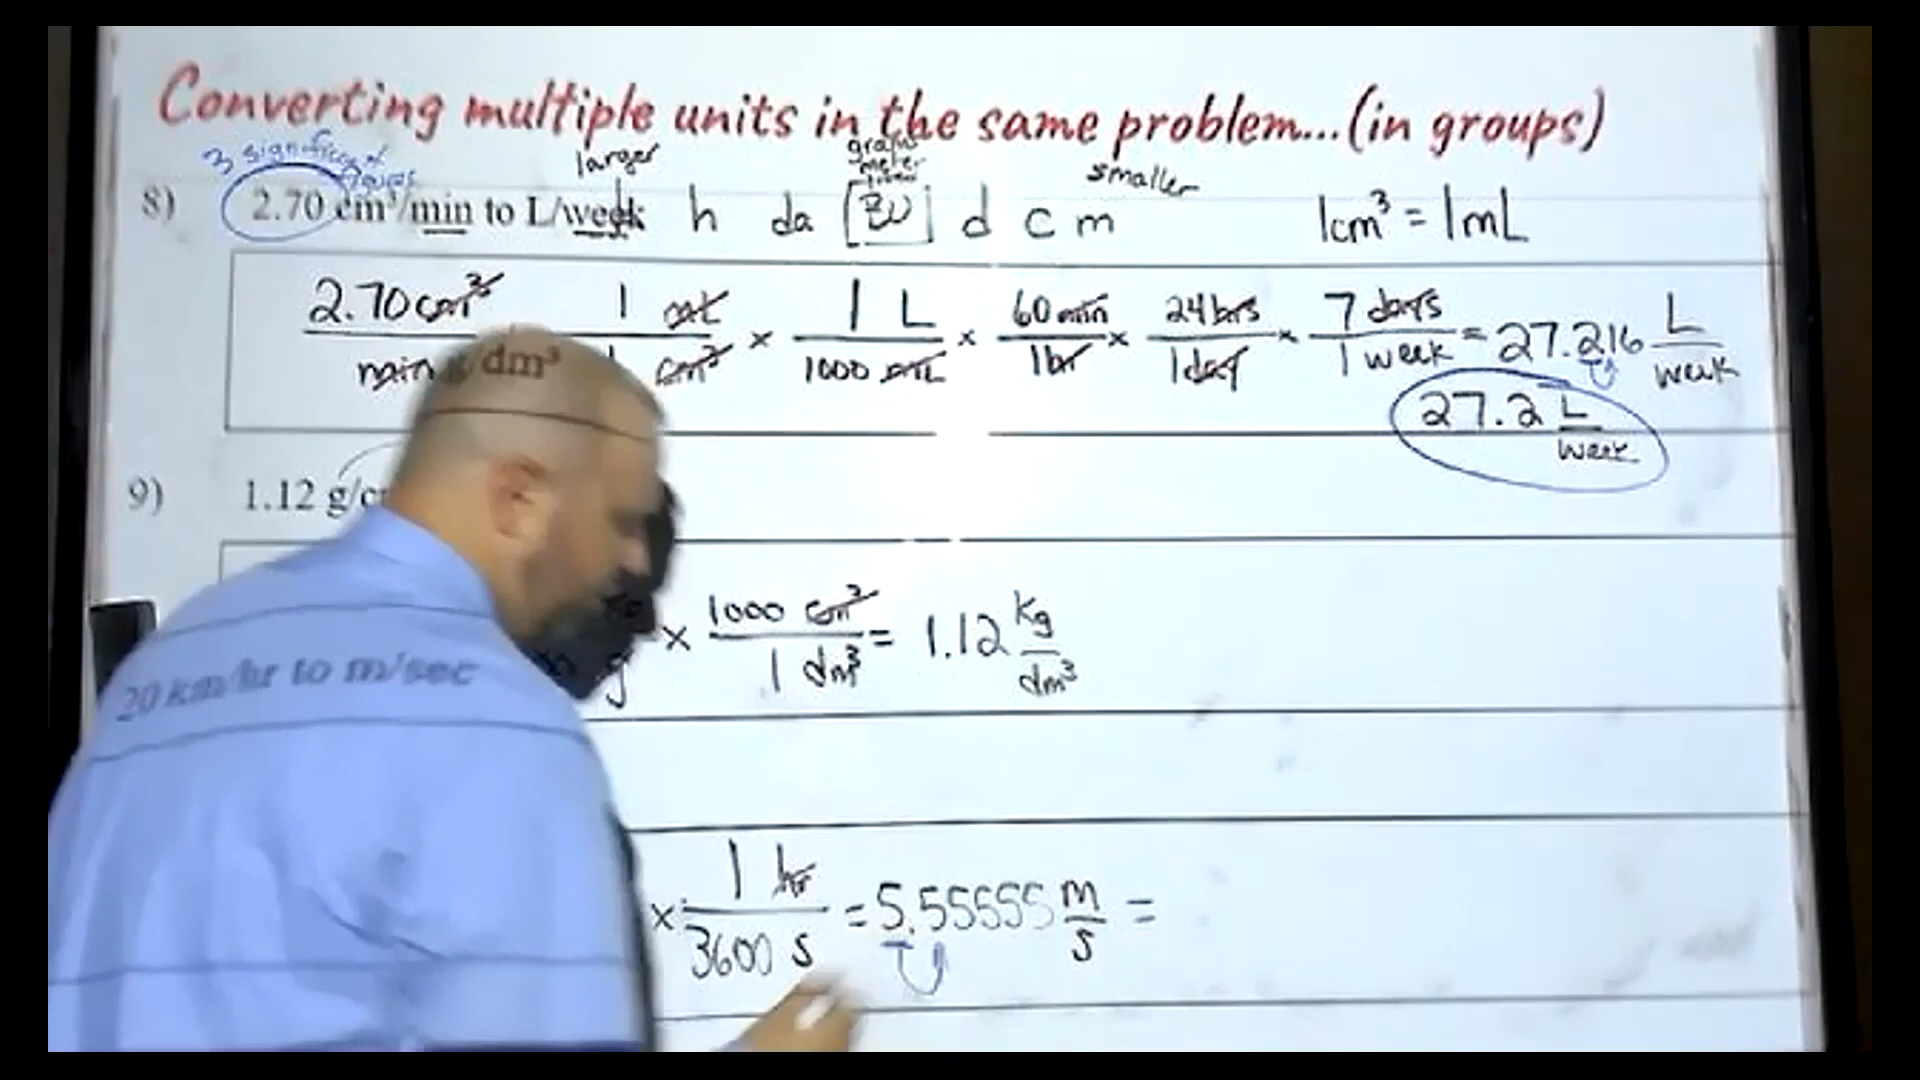 Converting multiple units in the same problem...(in groups)
3 significant figures
larger
grams
meter
smaller
8) 2.70 cm³/min to L/week h da [BU] d c m 1cm³ = 1mL
2.70 cm³ 1 mL 1 L 60 min 24 hrs 7 days
min cm³ × 1000 mL × 1 hr × 1 day × 1 week = 27.216 L/week
27.2 L/week
g/dm³
9) 1.12 g/c
× 1000 cm³ / 1 dm³ = 1.12 kg/dm³
g
20 km/hr to m/sec
× 1 hr / 3600 s = 5.55555 m/s =